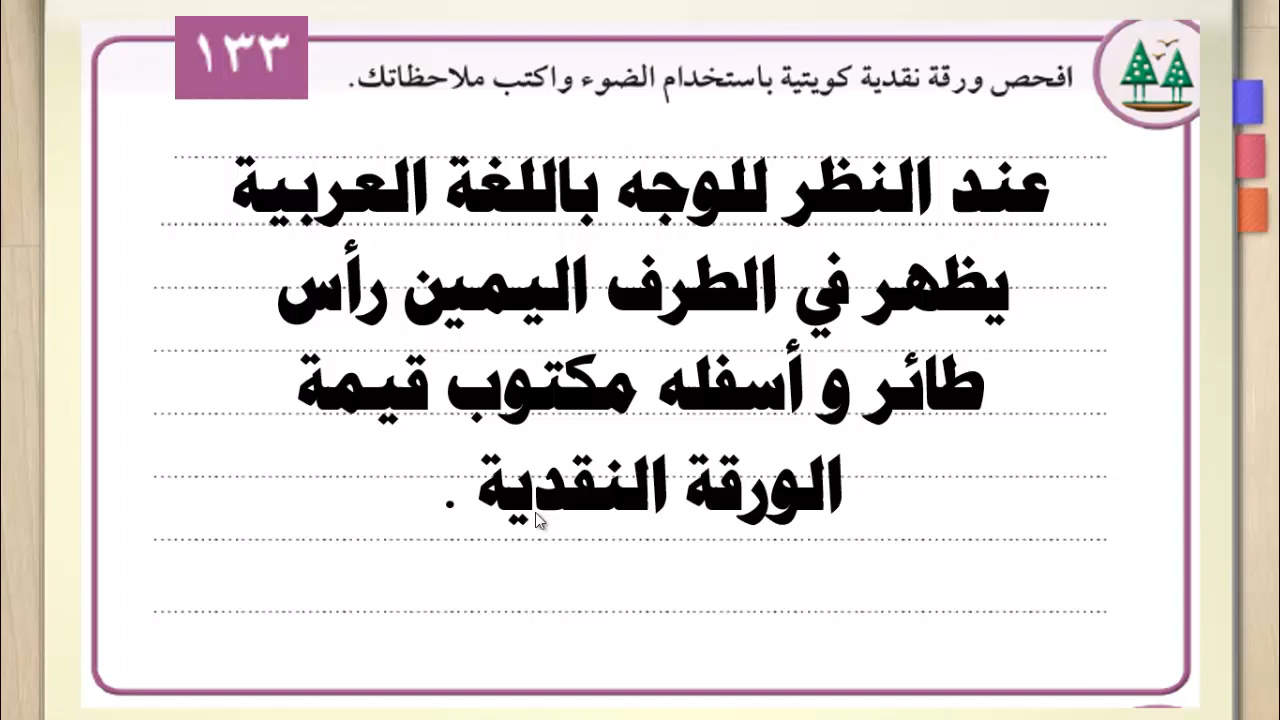 ١٣٣
افحص ورقة نقدية كويتية باستخدام الضوء واكتب ملاحظاتك.
عند النظر للوجه باللغة العربية
يظهر في الطرف اليمين رأس
طائر و أسفله مكتوب قيمة
الورقة النقدية .